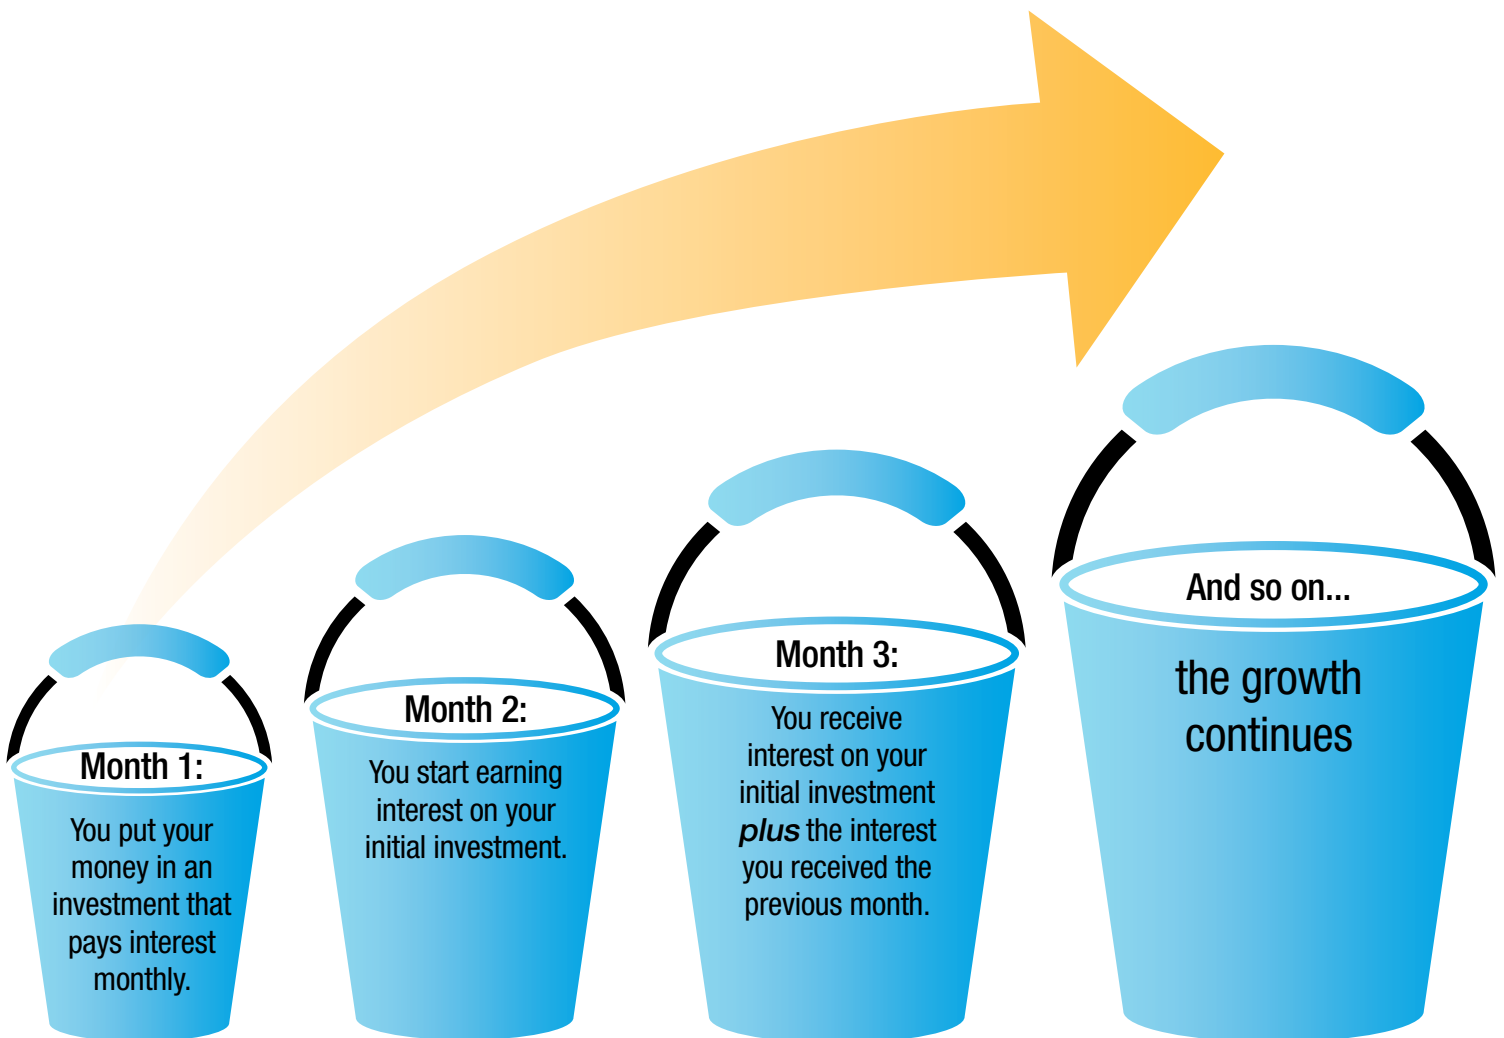 Month 1:
You put your
money in an
investment that
pays interest
monthly.
Month 2:
You start earning
interest on your
initial investment.
Month 3:
You receive
interest on your
initial investment
plus the interest
you received the
previous month.
And so on...
the growth
continues